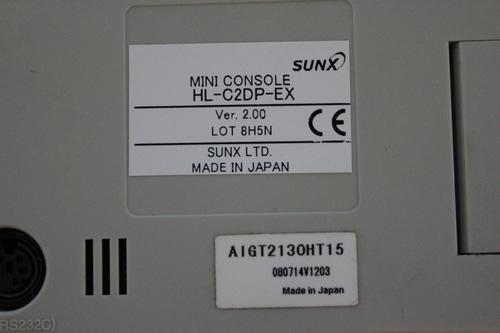 SUNX
MINI CONSOLE
HL-C2DP-EX
Ver. 2.00
LOT 8H5N
CE
SUNX LTD.
MADE IN JAPAN
AIGT2130HT15
080714V1203
Made in Japan
RS232C)